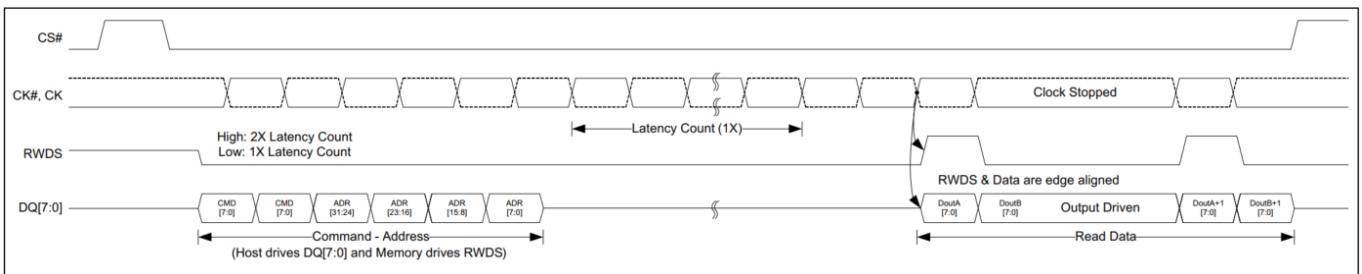 CS#
CK#, CK
Clock Stopped
Latency Count (1X)
High: 2X Latency Count
Low: 1X Latency Count
RWDS
RWDS & Data are edge aligned
DQ[7:0]
CMD [7:0]
CMD [7:0]
ADR [31:24]
ADR [23:16]
ADR [15:8]
ADR [7:0]
DoutA [7:0]
DoutB [7:0]
Output Driven
DoutA+1 [7:0]
DoutB+1 [7:0]
Command - Address
Read Data
(Host drives DQ[7:0] and Memory drives RWDS)